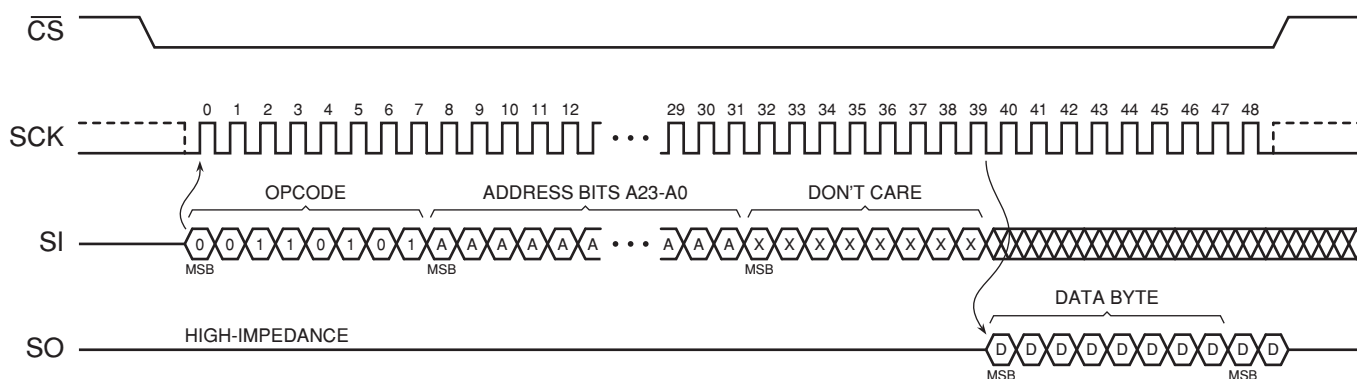 CS
0 1 2 3 4 5 6 7 8 9 10 11 12 29 30 31 32 33 34 35 36 37 38 39 40 41 42 43 44 45 46 47 48
SCK • • •
OPCODE ADDRESS BITS A23-A0 DON'T CARE
SI 0 0 1 1 0 1 0 1 A A A A A A • • • A A A X X X X X X X X
MSB MSB MSB
DATA BYTE
HIGH-IMPEDANCE
SO D D D D D D D D D D
MSB MSB